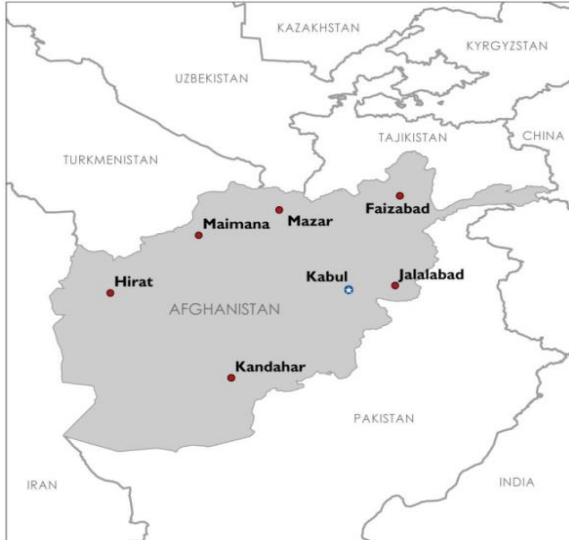 KAZAKHSTAN
KYRGYZSTAN
UZBEKISTAN
TAJIKISTAN
CHINA
TURKMENISTAN
Faizabad
Mazar
Maimana
Hirat
Kabul
Jalalabad
AFGHANISTAN
Kandahar
PAKISTAN
IRAN
INDIA